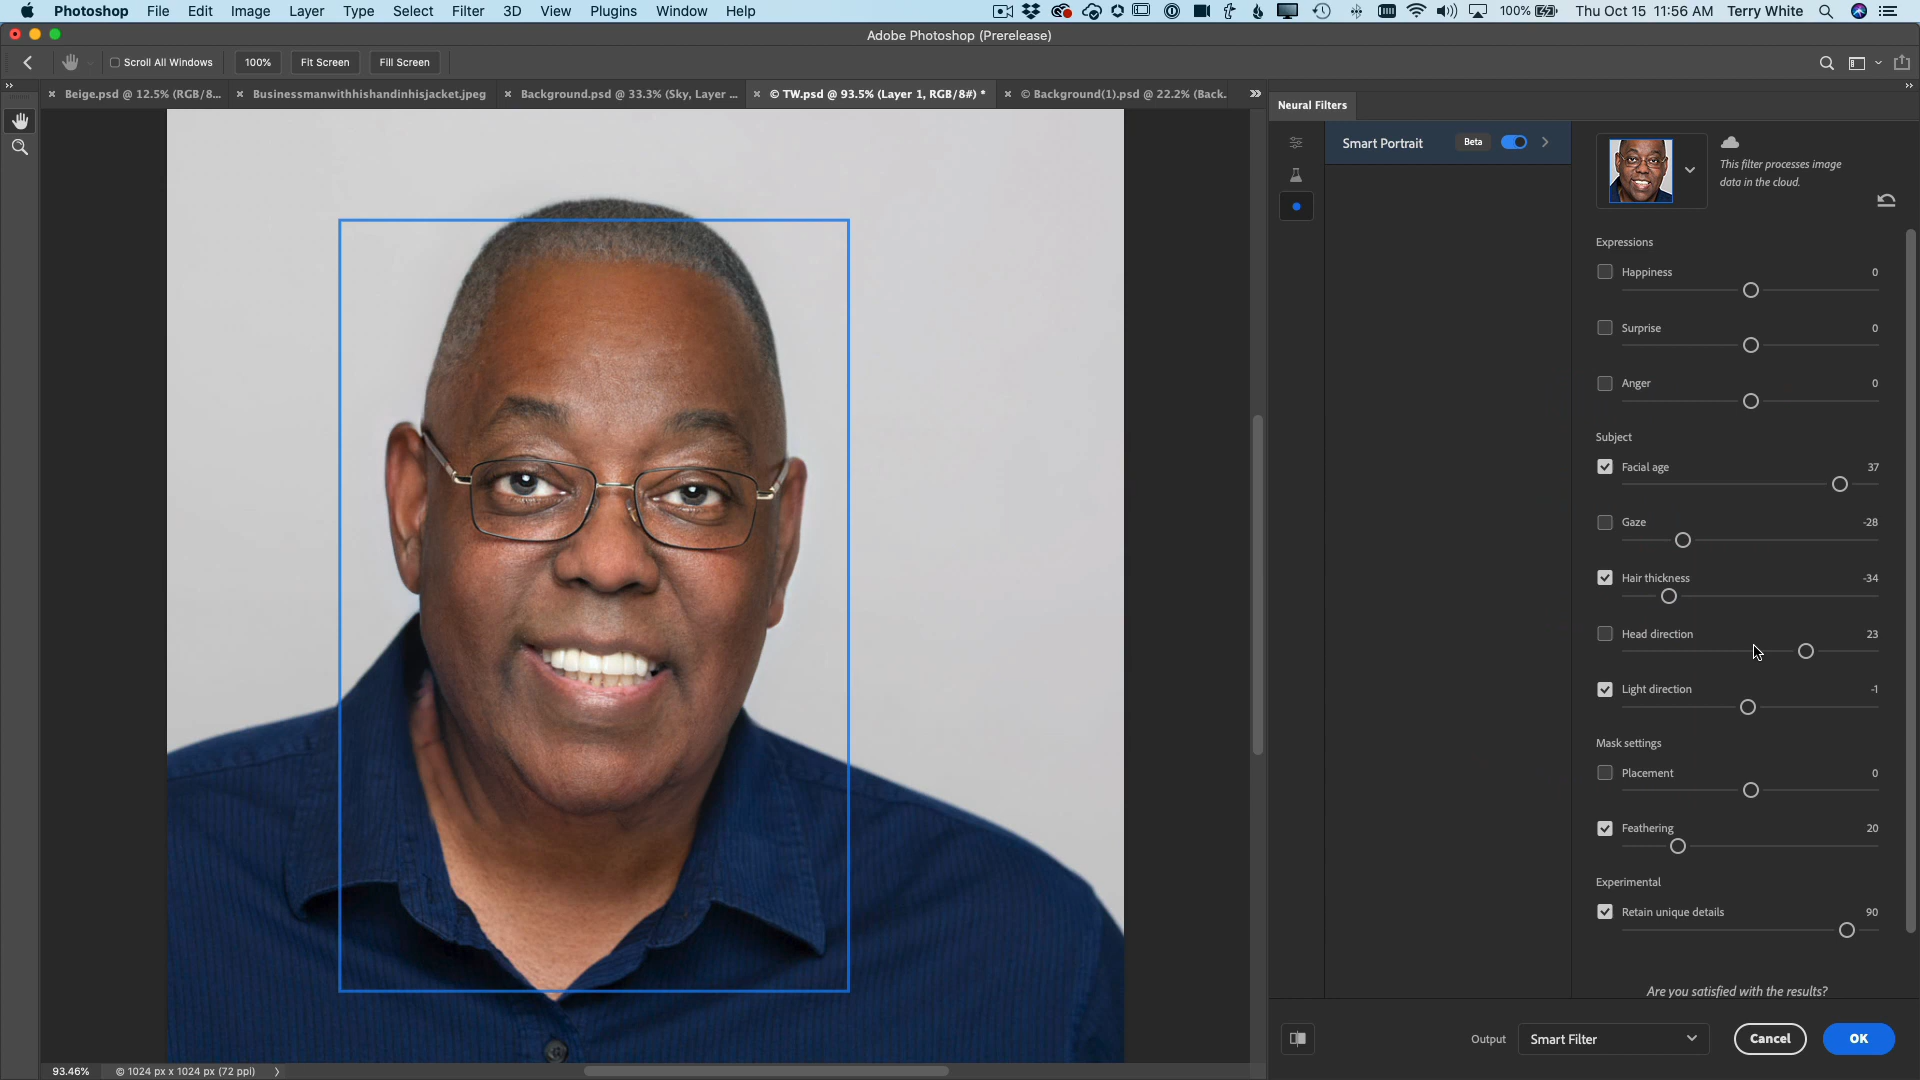 Photoshop File Edit Image Layer Type Select Filter 3D View Plugins Window Help 100% Thu Oct 15 11:56 AM Terry White
Adobe Photoshop (Prerelease)
Scroll All Windows 100% Fit Screen Fill Screen
Beige.psd @ 12.5% (RGB/8... Businessmanwithhishandinhisjacket.jpeg Background.psd @ 33.3% (Sky, Layer ... © TW.psd @ 93.5% (Layer 1, RGB/8#) * © Background(1).psd @ 22.2% (Back.
Neural Filters
Smart Portrait Beta
This filter processes image
data in the cloud.
Expressions
Happiness 0
Surprise 0
Anger 0
Subject
Facial age 37
Gaze -28
Hair thickness -34
Head direction 23
Light direction -1
Mask settings
Placement 0
Feathering 20
Experimental
Retain unique details 90
Are you satisfied with the results?
Output Smart Filter Cancel OK
93.46% © 1024 px x 1024 px (72 ppi)